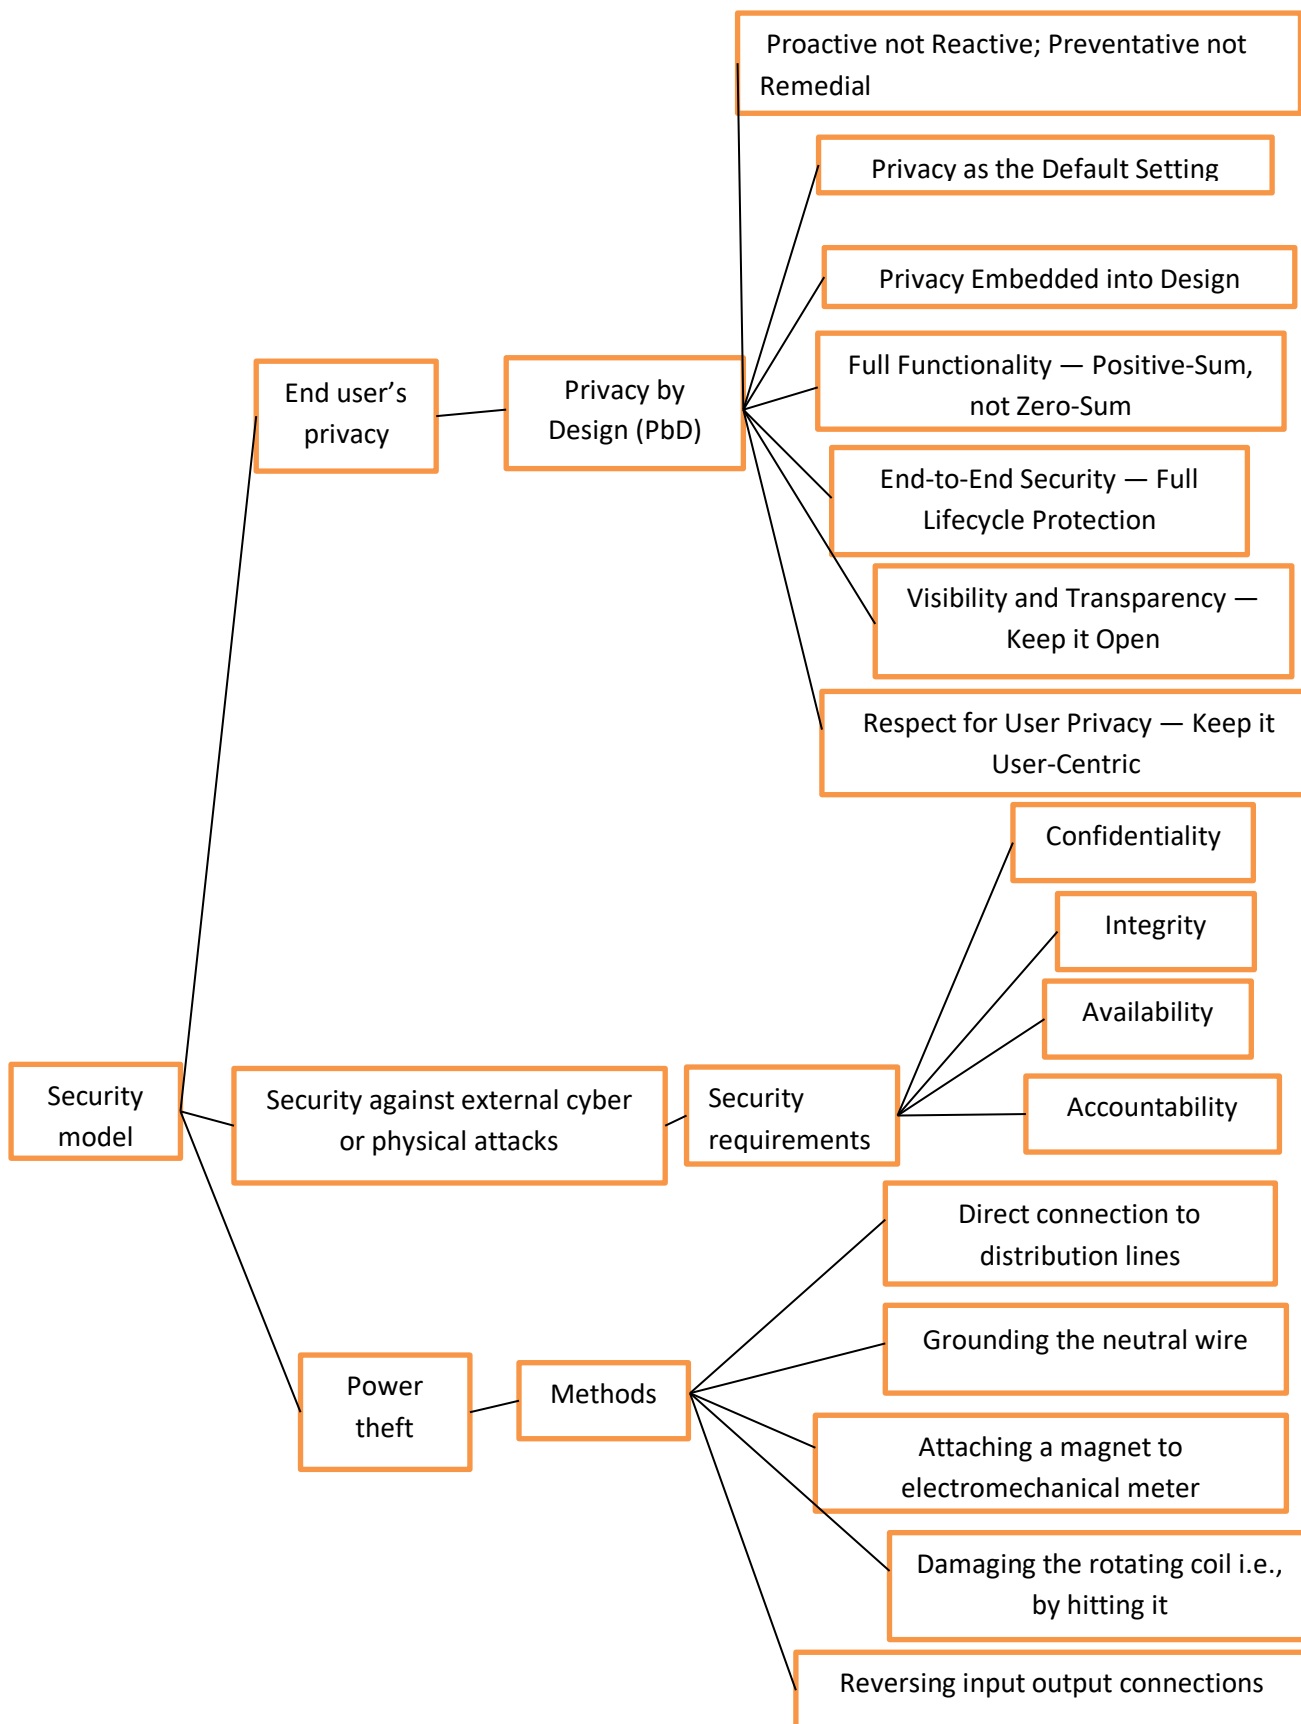 Proactive not Reactive; Preventative not
Remedial
Privacy as the Default Setting
Privacy Embedded into Design
Full Functionality — Positive-Sum,
not Zero-Sum
End user’s
privacy
Privacy by
Design (PbD)
End-to-End Security — Full
Lifecycle Protection
Visibility and Transparency —
Keep it Open
Respect for User Privacy — Keep it
User-Centric
Confidentiality
Integrity
Availability
Accountability
Security
model
Security against external cyber
or physical attacks
Security
requirements
Direct connection to
distribution lines
Grounding the neutral wire
Power
theft
Methods
Attaching a magnet to
electromechanical meter
Damaging the rotating coil i.e.,
by hitting it
Reversing input output connections